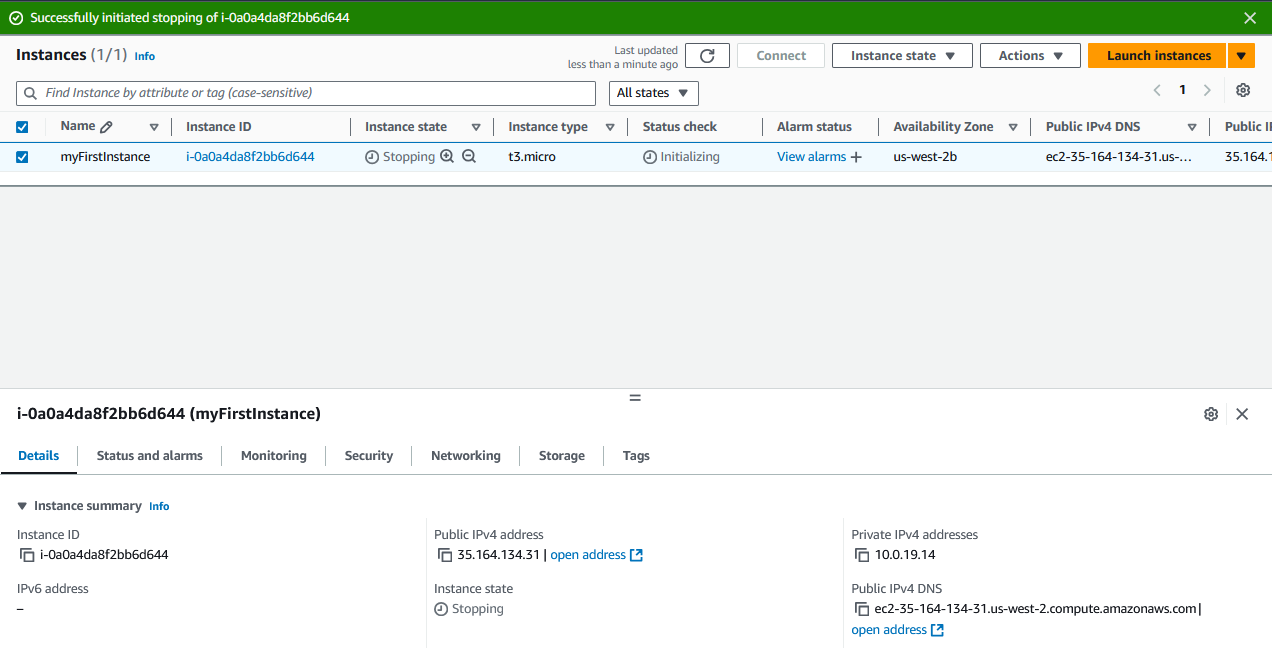 Successfully initiated stopping of i-0a0a4da8f2bb6d644
Instances (1/1) Info
Last updated
less than a minute ago
Connect
Instance state
Actions
Launch instances
Find Instance by attribute or tag (case-sensitive)
All states
1
Name
Instance ID
Instance state
Instance type
Status check
Alarm status
Availability Zone
Public IPv4 DNS
Public I
myFirstInstance
i-0a0a4da8f2bb6d644
Stopping
t3.micro
Initializing
View alarms
us-west-2b
ec2-35-164-134-31.us-...
35.164.1
i-0a0a4da8f2bb6d644 (myFirstInstance)
Details
Status and alarms
Monitoring
Security
Networking
Storage
Tags
Instance summary Info
Instance ID
i-0a0a4da8f2bb6d644
Public IPv4 address
35.164.134.31 | open address
Private IPv4 addresses
10.0.19.14
IPv6 address
–
Instance state
Stopping
Public IPv4 DNS
ec2-35-164-134-31.us-west-2.compute.amazonaws.com |
open address